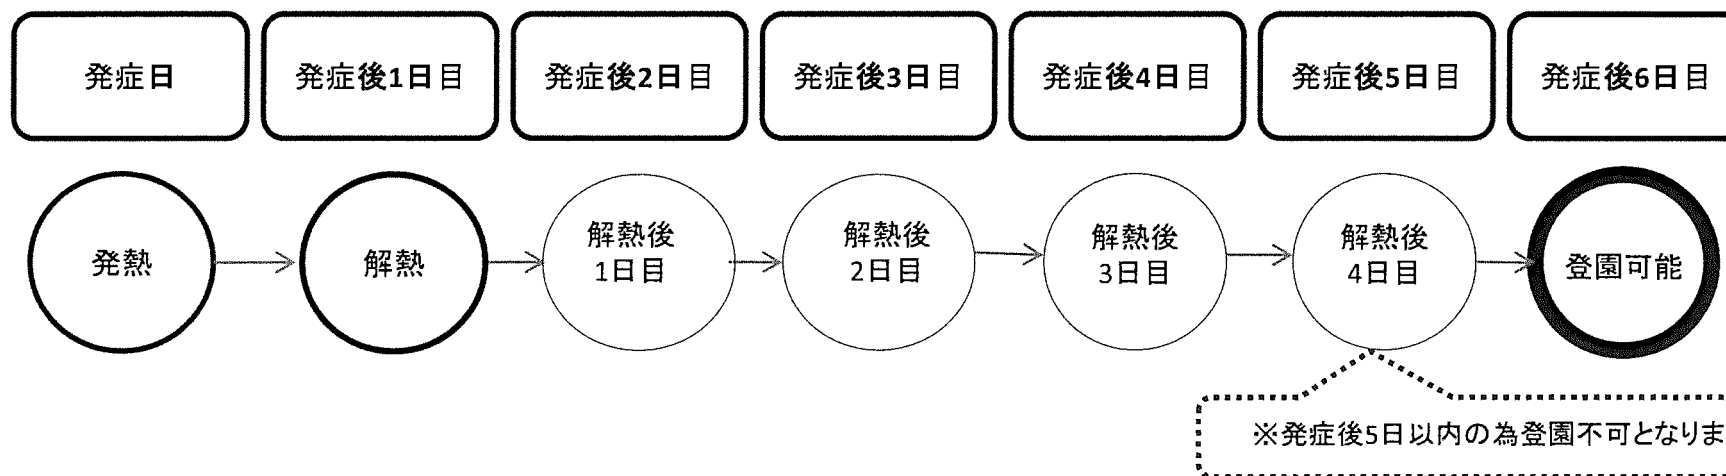 発症日
発症後1日目
発症後2日目
発症後3日目
発症後4日目
発症後5日目
発症後6日目
発熱
解熱
解熱後
1日目
解熱後
2日目
解熱後
3日目
解熱後
4日目
登園可能
※発症後5日以内の為登園不可となりま